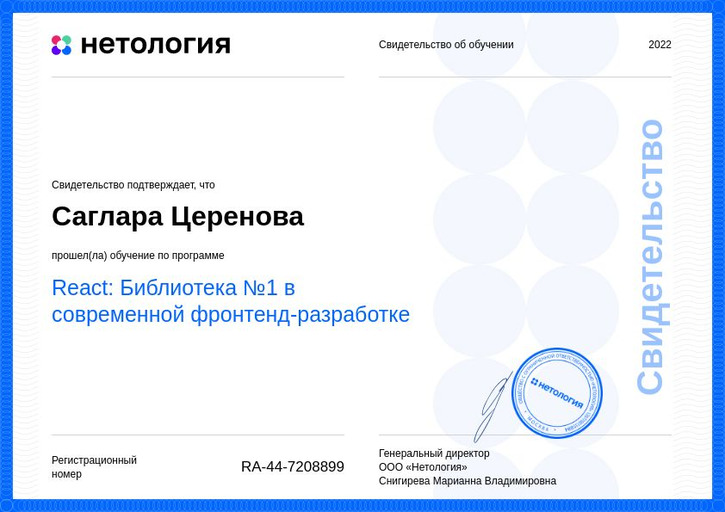 нетология
Свидетельство об обучении
2022
Свидетельство
Свидетельство подтверждает, что
Саглара Церенова
прошел(ла) обучение по программе
React: Библиотека №1 в
современной фронтенд-разработке
нетология
МОСКВА
Регистрационный
номер
RA-44-7208899
Генеральный директор
ООО «Нетология»
Снигирева Марианна Владимировна